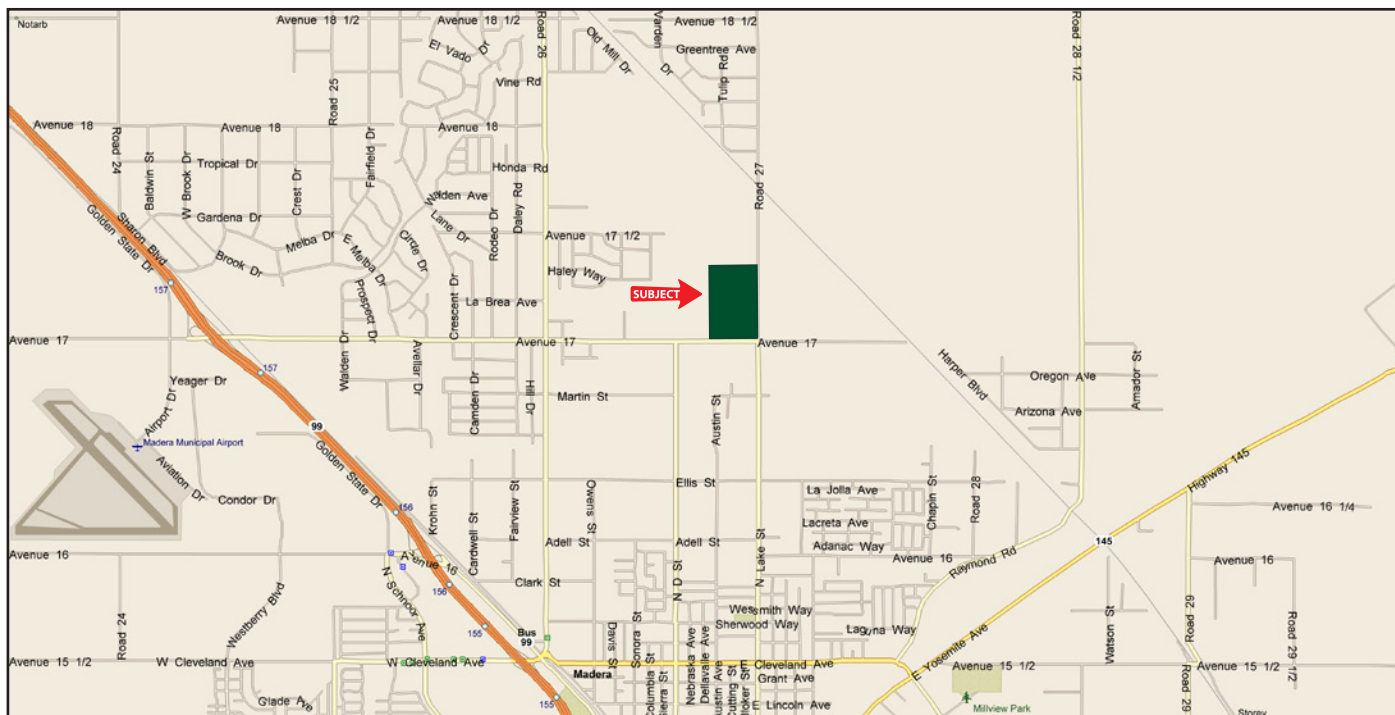 Notarb
Avenue 18 1/2
Avenue 18 1/2
Avenue 18 1/2
El Vado Dr
Road 26
Old Mill Dr
Varden Dr
Greentree Ave
Tulip Rd
Road 28 1/2
Vine Rd
Road 25
Avenue 18
Avenue 18
Avenue 18
Road 24
Baldwin St
W Brook Dr
Tropical Dr
Crest Dr
Fairfield Dr
Honda Rd
Daley Rd
Rodeo Dr
Road 27
Gardena Dr
Lane Dr
Melba Dr
E Melba Dr
Circle Dr
Avenue 17 1/2
Golden State Dr
Sharon Blvd
Brook Dr
Haley Way
SUBJECT
157
Prospect Dr
Crescent Dr
La Brea Ave
Avenue 17
Avenue 17
Avenue 17
Walden Dr
Avellar Dr
Harper Blvd
157
Yeager Dr
Airport Dr
Camden Dr
Hill Dr
Martin St
Austin St
Oregon Ave
Amador St
Arizona Ave
99
Madera Municipal Airport
Golden State Dr
Aviation Dr
Condor Dr
Krohn St
Fairview St
Owens St
Ellis St
La Jolla Ave
Chapin St
Road 28
Highway 145
Avenue 16 1/4
156
Cardwell St
Lacreta Ave
Adell St
Adell St
Adanac Way
145
Avenue 16
Avenue 16
Avenue 16
Avenue 16
Raymond Rd
N Schnoor Ave
156
Clark St
N D St
N Lake St
Westberry Blvd
Road 24
155
Bus
99
Davis St
Sonora St
Wessmith Way
Sherwood Way
Laguna Way
Watson St
Road 29
Road 29 1/2
Avenue 15 1/2
W Cleveland Ave
W Cleveland Ave
Madera
Columbia St
Sierra St
Nebraska Ave
Dellavalle Ave
Austin Ave
Cutting St
E Cleveland Ave
Grant Ave
E Lincoln Ave
E Yosemite Ave
Avenue 15 1/2
Avenue 15 1/2
Road 29
Glade Ave
155
Millview Park
Storey